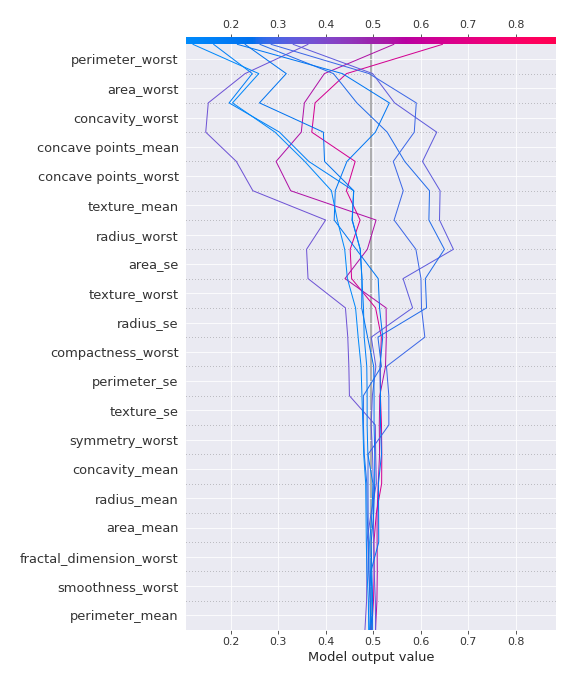 0.2 0.3 0.4 0.5 0.6 0.7 0.8
perimeter_worst
area_worst
concavity_worst
concave points_mean
concave points_worst
texture_mean
radius_worst
area_se
texture_worst
radius_se
compactness_worst
perimeter_se
texture_se
symmetry_worst
concavity_mean
radius_mean
area_mean
fractal_dimension_worst
smoothness_worst
perimeter_mean
0.2 0.3 0.4 0.5 0.6 0.7 0.8
Model output value